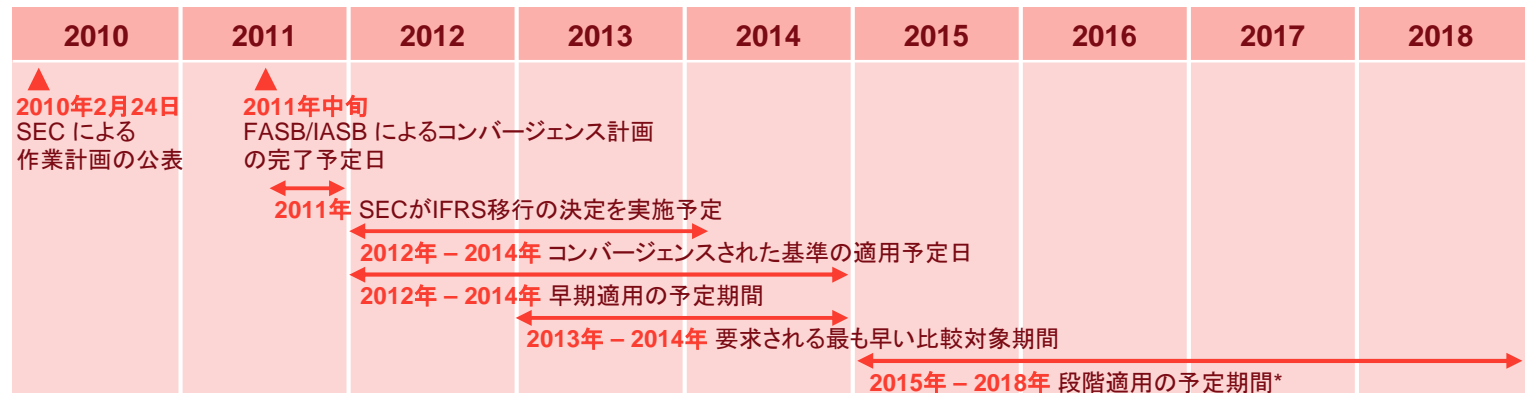 2010 2011 2012 2013 2014 2015 2016 2017 2018
2010年2月24日
SEC による
作業計画の公表
2011年中旬
FASB/IASB によるコンバージェンス計画
の完了予定日
2011年 SECがIFRS移行の決定を実施予定
2012年 – 2014年 コンバージェンスされた基準の適用予定日
2012年 – 2014年 早期適用の予定期間
2013年 – 2014年 要求される最も早い比較対象期間
2015年 – 2018年 段階適用の予定期間*